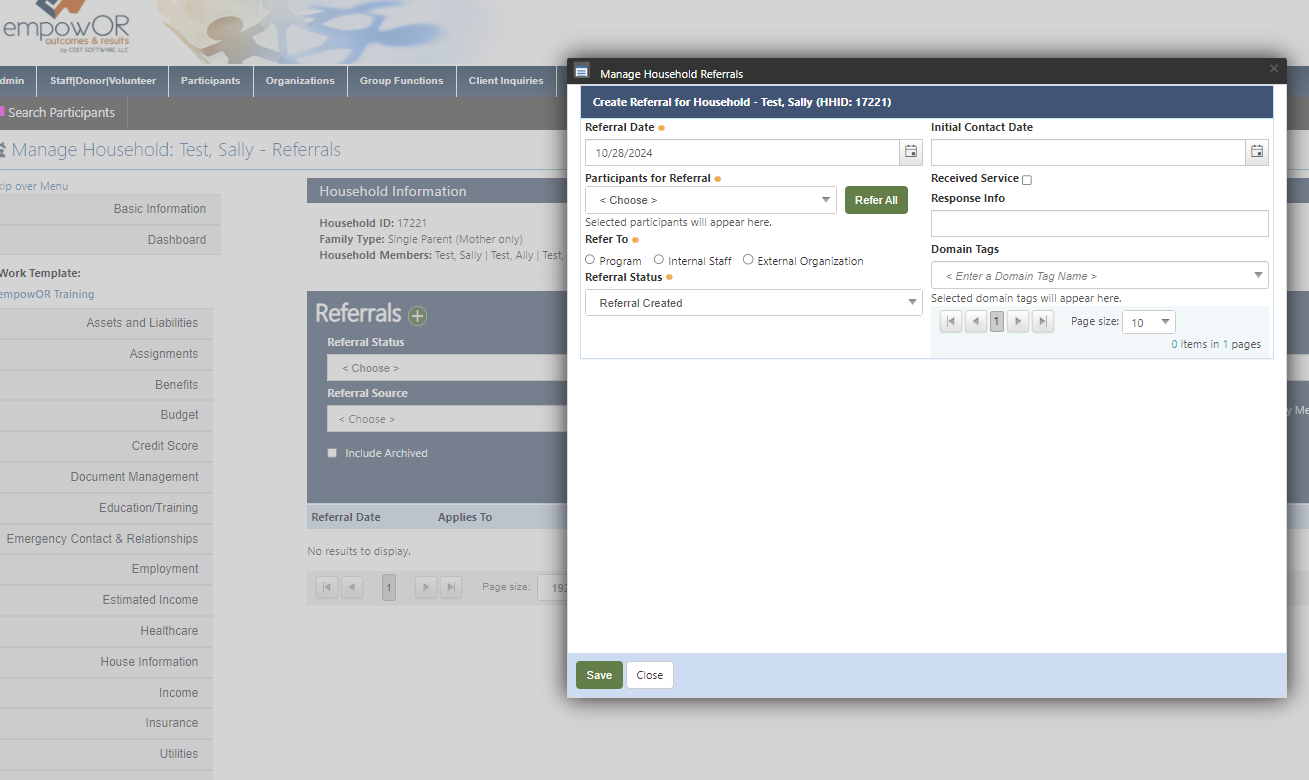 empowOR
outcomes & results
by CSST SOFTWARE, LLC
dmin Staff|Donor|Volunteer Participants Organizations Group Functions Client Inquiries
Search Participants
Manage Household: Test, Sally - Referrals
kip over Menu
Basic Information
Dashboard
Work Template:
empowOR Training
Assets and Liabilities
Assignments
Benefits
Budget
Credit Score
Document Management
Education/Training
Emergency Contact & Relationships
Employment
Estimated Income
Healthcare
House Information
Income
Insurance
Utilities
Household Information
Household ID: 17221
Family Type: Single Parent (Mother only)
Household Members: Test, Sally | Test, Ally | Test,
Referrals
Referral Status
< Choose >
Referral Source
< Choose >
Include Archived
y Me
Referral Date Applies To
No results to display.
1 Page size: 192
Manage Household Referrals
Create Referral for Household - Test, Sally (HHID: 17221)
Referral Date
10/28/2024
Participants for Referral
< Choose > Refer All
Selected participants will appear here.
Refer To
Program Internal Staff External Organization
Referral Status
Referral Created
Initial Contact Date
Received Service
Response Info
Domain Tags
< Enter a Domain Tag Name >
Selected domain tags will appear here.
1 Page size: 10
0 items in 1 pages
Save Close